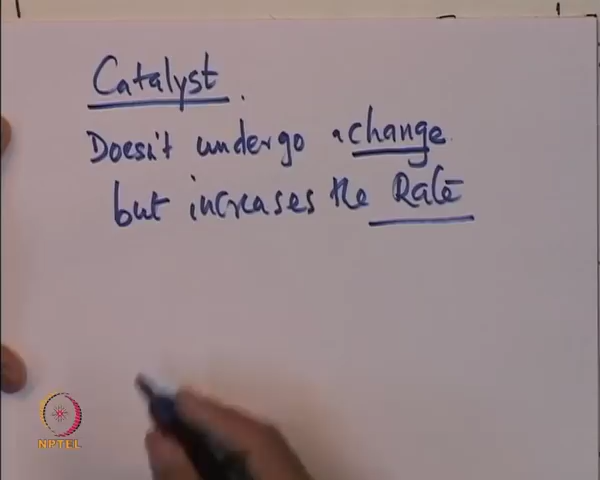 Catalyst.
Doesn't undergo a change
but increases the Rate
NPTEL